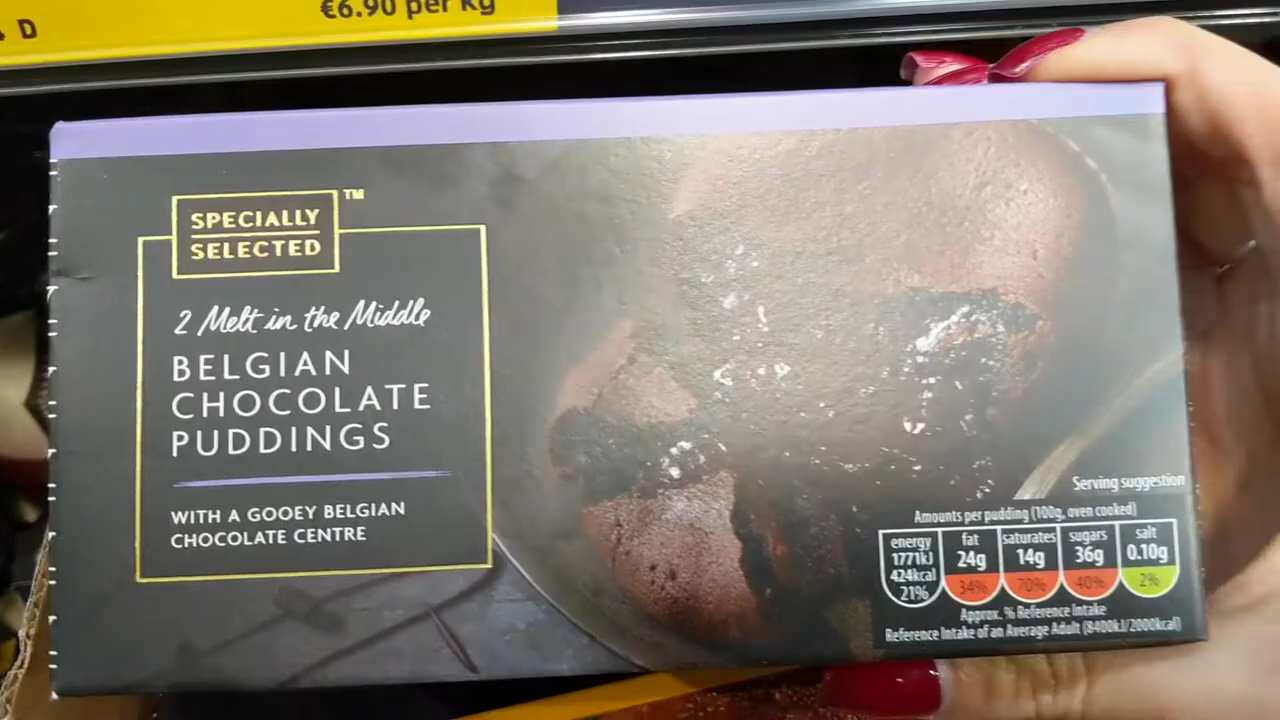 D
€6.90 per kg
SPECIALLY
SELECTED
TM
2 Melt in the Middle
BELGIAN
CHOCOLATE
PUDDINGS
WITH A GOOEY BELGIAN
CHOCOLATE CENTRE
Serving suggestion
Amounts per pudding (100g, oven cooked)
energy fat saturates sugars salt
1771kJ 24g 14g 36g 0.10g
424kcal
21% 34% 70% 40% 2%
Approx. % Reference Intake
Reference Intake of an Average Adult (8400kJ/2000kcal)